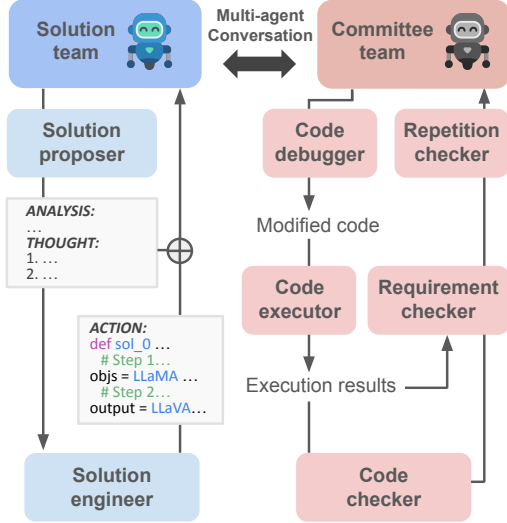 Solution
team
Multi-agent
Conversation
Committee
team
Solution
proposer
ANALYSIS:
...
THOUGHT:
1. ...
2. ...
ACTION:
def sol_0 ...
# Step 1...
objs = LLaMA ...
# Step 2...
output = LLaVA...
Solution
engineer
Code
debugger
Repetition
checker
Modified code
Code
executor
Requirement
checker
Execution results
Code
checker